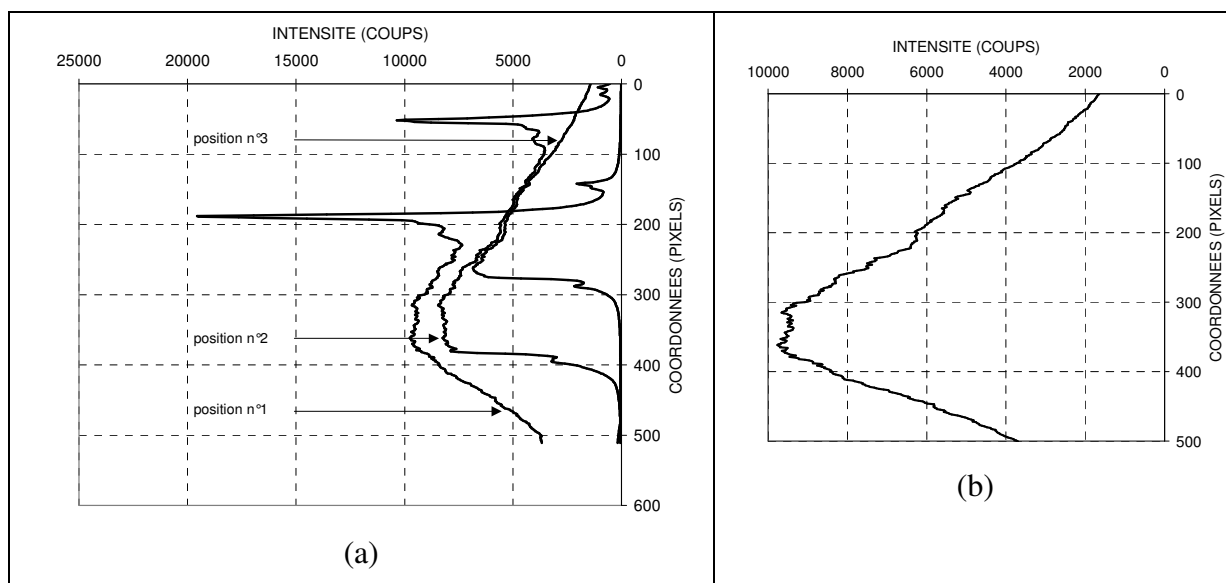 INTENSITE (COUPS)
25000 20000 15000 10000 5000 0
0
100
200
300
400
500
600
COORDONNEES (PIXELS)
position n°3
position n°2
position n°1
(a)
INTENSITE (COUPS)
10000 8000 6000 4000 2000 0
0
100
200
300
400
500
COORDONNEES (PIXELS)
(b)